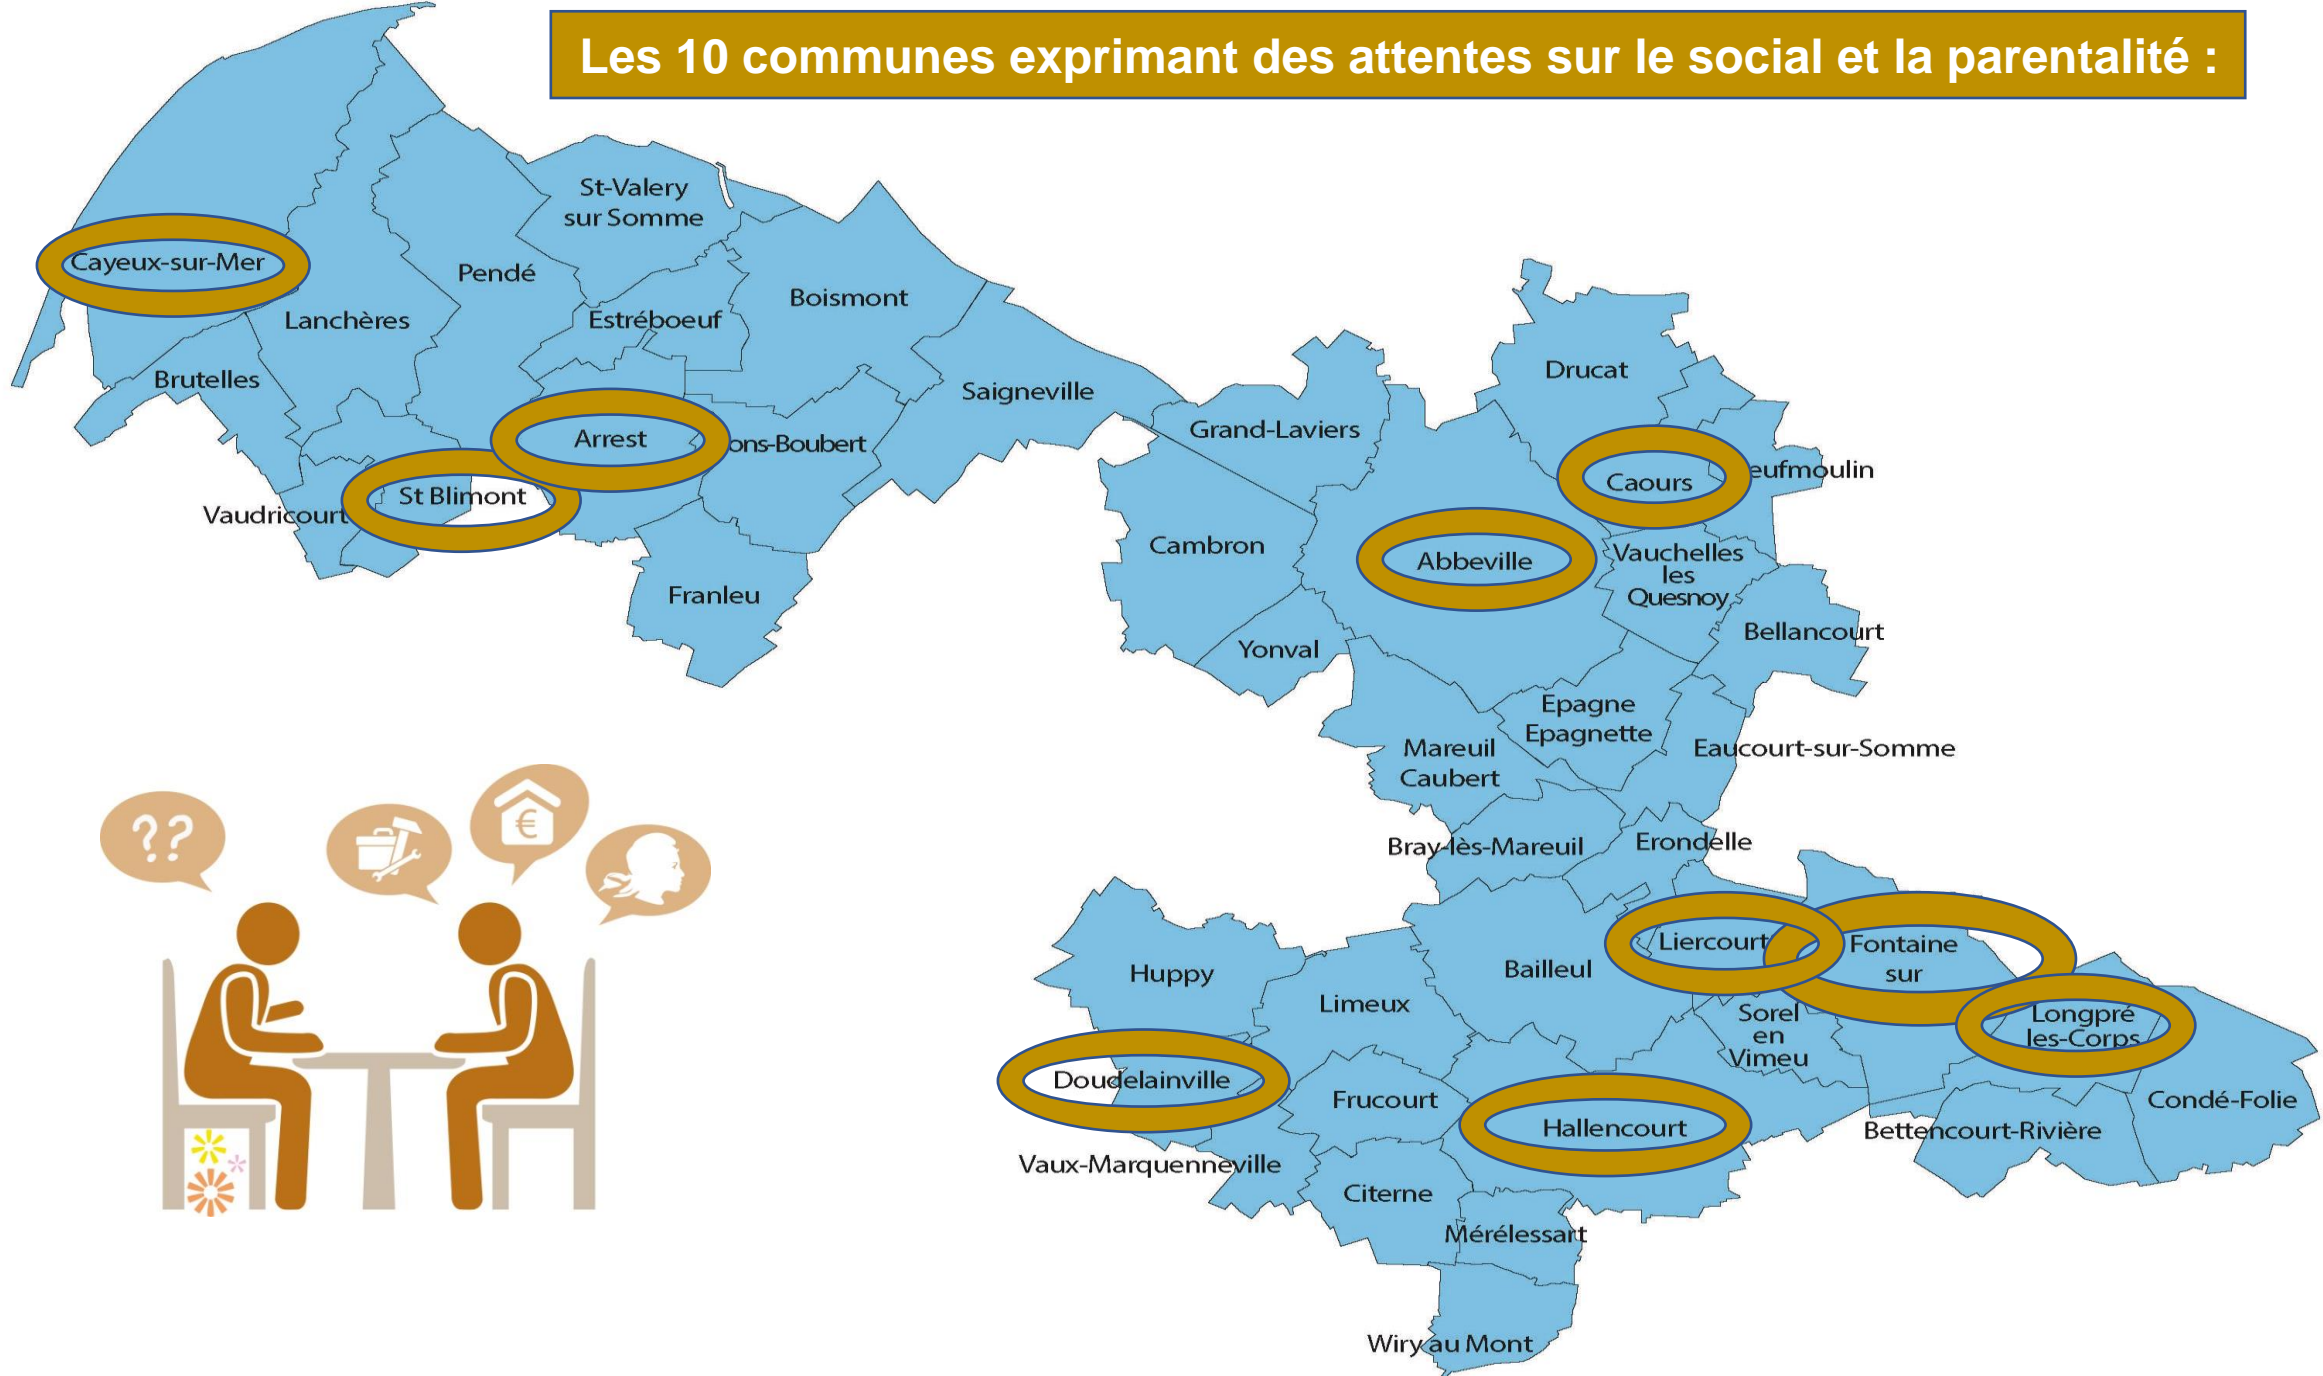 Les 10 communes exprimant des attentes sur le social et la parentalité :
St-Valery
sur Somme
Cayeux-sur-Mer
Pendé
Boismont
Lanchères
Estréboeuf
Brutelles
Saigneville
Arrest
ons-Boubert
St Blimont
Vaudricourt
Franleu
Drucat
Grand-Laviers
Caours
eufmoulin
Cambron
Abbeville
Vauchelles
les
Quesnoy
Yonval
Bellancourt
Epagne
Epagnette
Mareuil
Caubert
Eaucourt-sur-Somme
Bray-lès-Mareuil
Erondelle
Liercourt
Fontaine
sur
Huppy
Bailleul
Limeux
Sorel
en
Vimeu
Longpré
les-Corps
Doudelainville
Frucourt
Hallencourt
Condé-Folie
Bettencourt-Rivière
Vaux-Marquenneville
Citerne
Mérélessart
Wiry au Mont
??
€